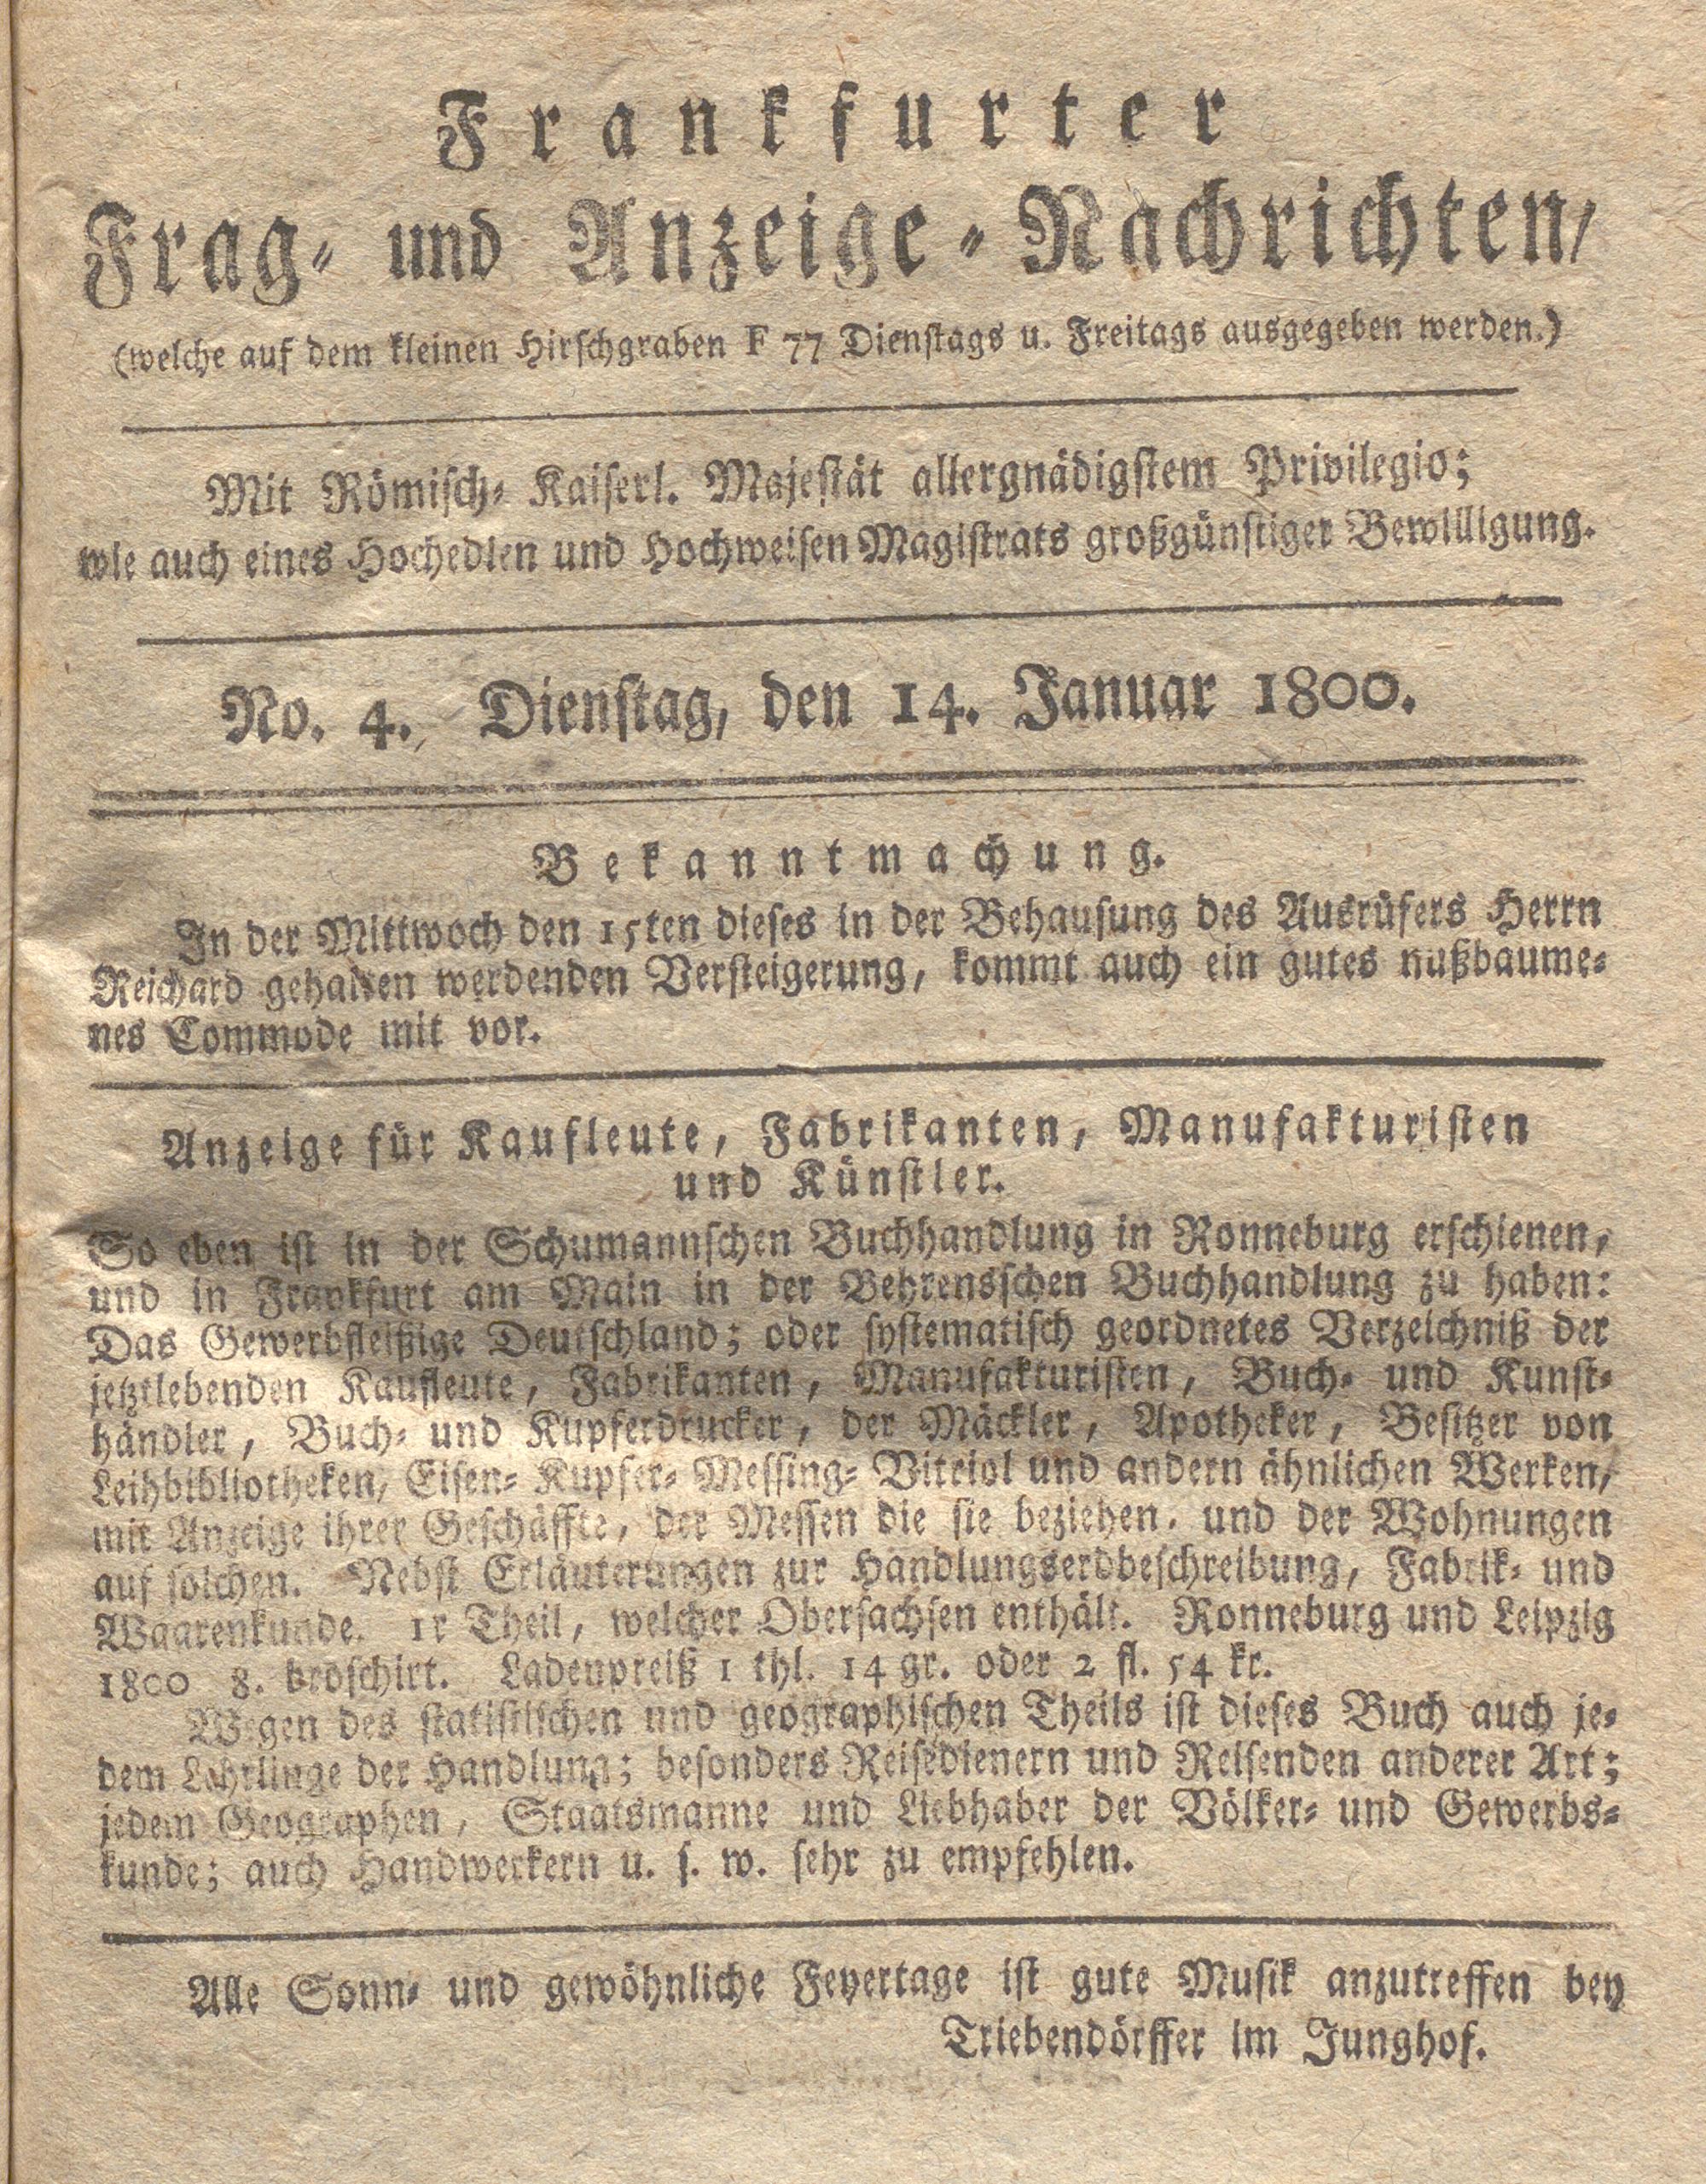 Frankfurter
Frag- und Anzeige-Nachrichten,
(welche auf dem kleinen Hirschgraben F 77 Dienstags u. Freitags ausgegeben werden.)
Mit Römisch- Kaiserl. Majestät allergnädigstem Privilegio;
wie auch eines Hochedlen und Hochweisen Magistrats großgünstiger Bewilligung.
No. 4. Dienstag, den 14. Januar 1800.
Bekanntmachung.
In der Mittwoch den 15ten dieses in der Behausung des Ausrüfers Herrn
Reichard gehalten werdenden Versteigerung, kommt auch ein gutes nußbaume-
nes Commode mit vor.
Anzeige für Kaufleute, Fabrikanten, Manufakturisten
und Künstler.
So eben ist in der Schumannschen Buchhandlung in Ronneburg erschienen,
und in Frankfurt am Main in der Behrensschen Buchhandlung zu haben:
Das Gewerbfleißige Deutschland; oder systematisch geordnetes Verzeichniß der
jetztlebenden Kaufleute, Fabrikanten, Manufakturisten, Buch- und Kunst-
händler, Buch- und Kupferdrucker, der Mäckler, Apotheker, Besitzer von
Leihbibliotheken, Eisen- Kupfer- Messing- Vitriol und andern ähnlichen Werken,
mit Anzeige ihrer Geschäffte, der Messen die sie beziehen, und der Wohnungen
auf solchen. Nebst Erläuterungen zur Handlungserdbeschreibung, Fabrik- und
Waarenkunde. 1r Theil, welcher Obersachsen enthält. Ronneburg und Leipzig
1800 8. broschirt. Ladenpreiß 1 thl. 14 gr. oder 2 fl. 54 kr.
Wegen des statistischen und geographischen Theils ist dieses Buch auch je-
dem Lehrlinge der Handlung; besonders Reisedienern und Reisenden anderer Art;
jedem Geographen, Staatsmanne und Liebhaber der Völker- und Gewerbs-
kunde; auch Handwerkern u. s. w. sehr zu empfehlen.
Alle Sonn- und gewöhnliche Feyertage ist gute Musik anzutreffen bey
Triebendörffer im Junghof.